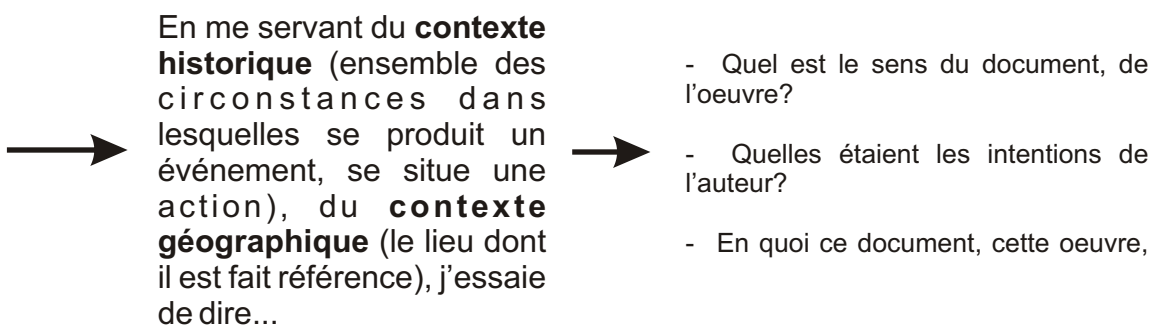 En me servant du contexte
historique (ensemble des
circonstances dans
lesquelles se produit un
événement, se situe une
action), du contexte
géographique (le lieu dont
il est fait référence), j'essaie
de dire...
- Quel est le sens du document, de
l'oeuvre?
- Quelles étaient les intentions de
l'auteur?
- En quoi ce document, cette oeuvre,